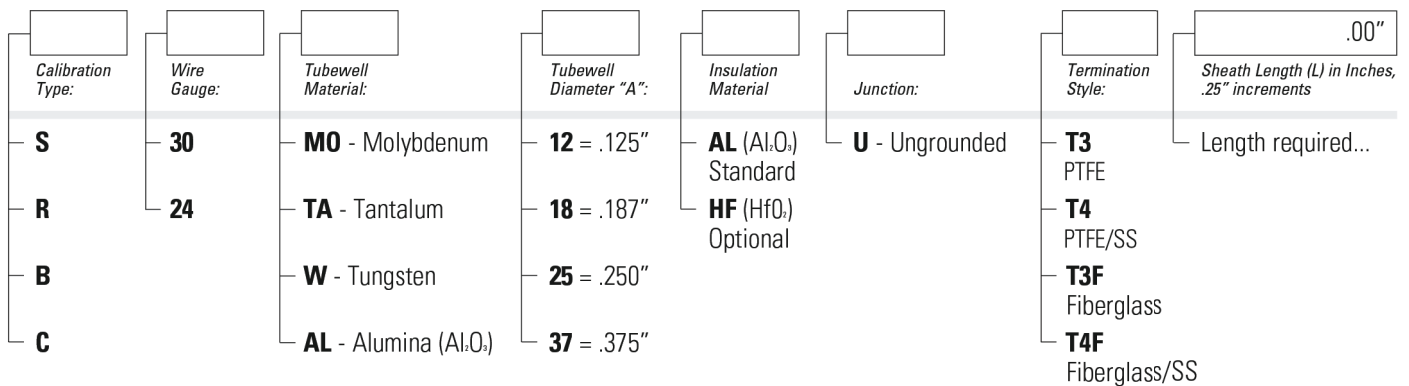 .00"
Calibration
Type:
Wire
Gauge:
Tubewell
Material:
Tubewell
Diameter "A":
Insulation
Material
Junction:
Termination
Style:
Sheath Length (L) in Inches,
.25" increments
S
30
MO - Molybdenum
12 = .125"
AL (Al₂O₃)
Standard
U - Ungrounded
T3
PTFE
Length required...
R
24
TA - Tantalum
18 = .187"
HF (HfO₂)
Optional
T4
PTFE/SS
B
W - Tungsten
25 = .250"
T3F
Fiberglass
C
AL - Alumina (Al₂O₃)
37 = .375"
T4F
Fiberglass/SS